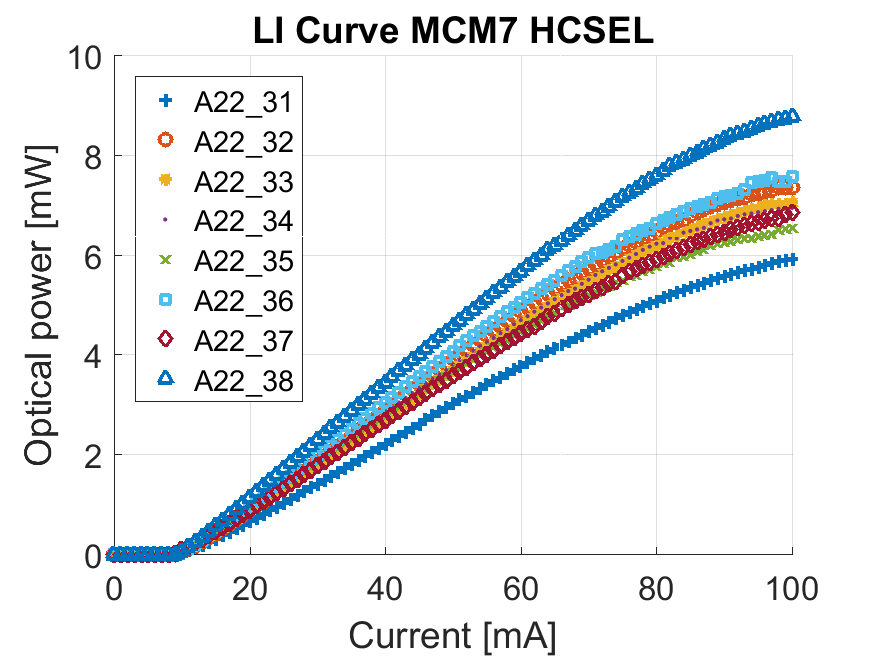 LI Curve MCM7 HCSEL
10
8
6
4
2
0
Optical power [mW]
A22_31
A22_32
A22_33
A22_34
A22_35
A22_36
A22_37
A22_38
0 20 40 60 80 100
Current [mA]